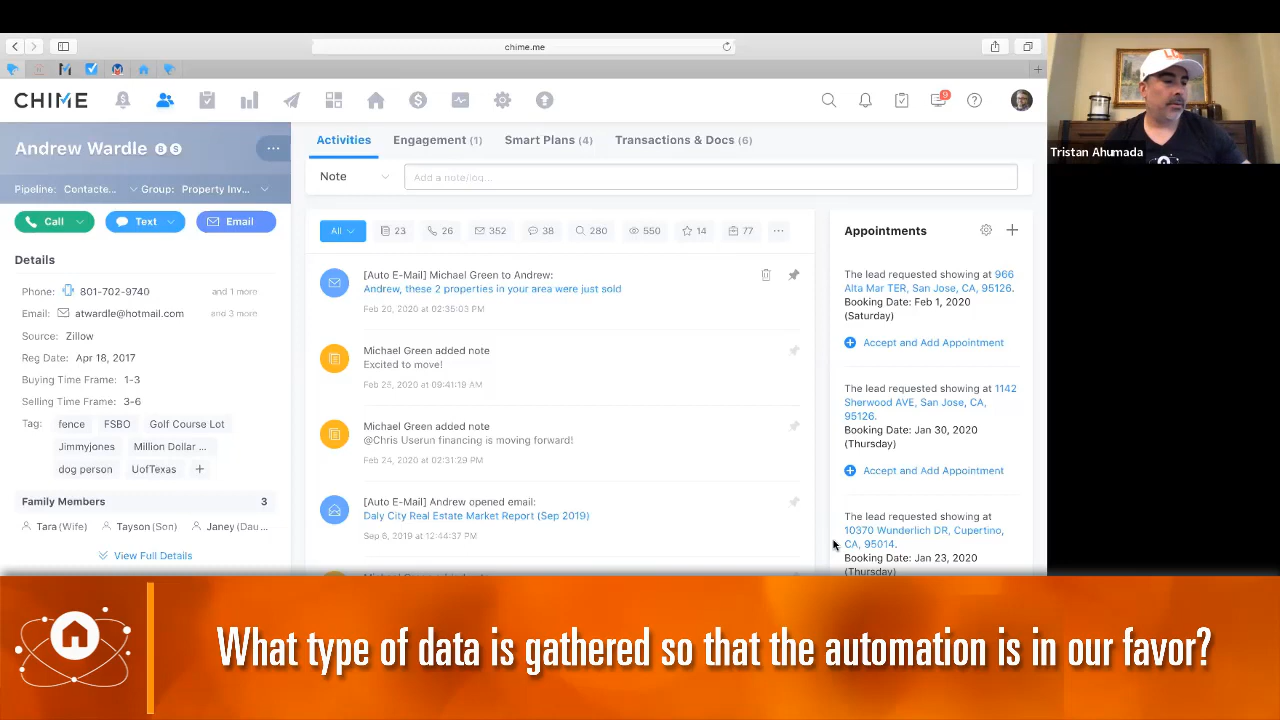 chime.me
CHIME
9
Andrew Wardle B S
Pipeline: Contacte... Group: Property Inv...
Call Text Email
Details
Phone: 801-702-9740 and 1 more
Email: atwardle@hotmail.com and 3 more
Source: Zillow
Reg Date: Apr 18, 2017
Buying Time Frame: 1-3
Selling Time Frame: 3-6
Tag: fence FSBO Golf Course Lot
Jimmyjones Million Dollar ...
dog person UofTexas +
Family Members 3
Tara (Wife) Tayson (Son) Janey (Dau...
View Full Details
Activities Engagement (1) Smart Plans (4) Transactions & Docs (6)
Note Add a note/log...
All 23 26 352 38 280 550 14 77 ...
[Auto E-Mail] Michael Green to Andrew:
Andrew, these 2 properties in your area were just sold
Feb 20, 2020 at 02:35:03 PM
Michael Green added note
Excited to move!
Feb 25, 2020 at 09:41:19 AM
Michael Green added note
@Chris Userun financing is moving forward!
Feb 24, 2020 at 02:31:29 PM
[Auto E-Mail] Andrew opened email:
Daly City Real Estate Market Report (Sep 2019)
Sep 6, 2019 at 12:44:37 PM
Appointments
The lead requested showing at 966
Alta Mar TER, San Jose, CA, 95126.
Booking Date: Feb 1, 2020
(Saturday)
Accept and Add Appointment
The lead requested showing at 1142
Sherwood AVE, San Jose, CA,
95126.
Booking Date: Jan 30, 2020
(Thursday)
Accept and Add Appointment
The lead requested showing at
10370 Wunderlich DR, Cupertino,
CA, 95014.
Booking Date: Jan 23, 2020
(Thursday)
Tristan Ahumada
What type of data is gathered so that the automation is in our favor?